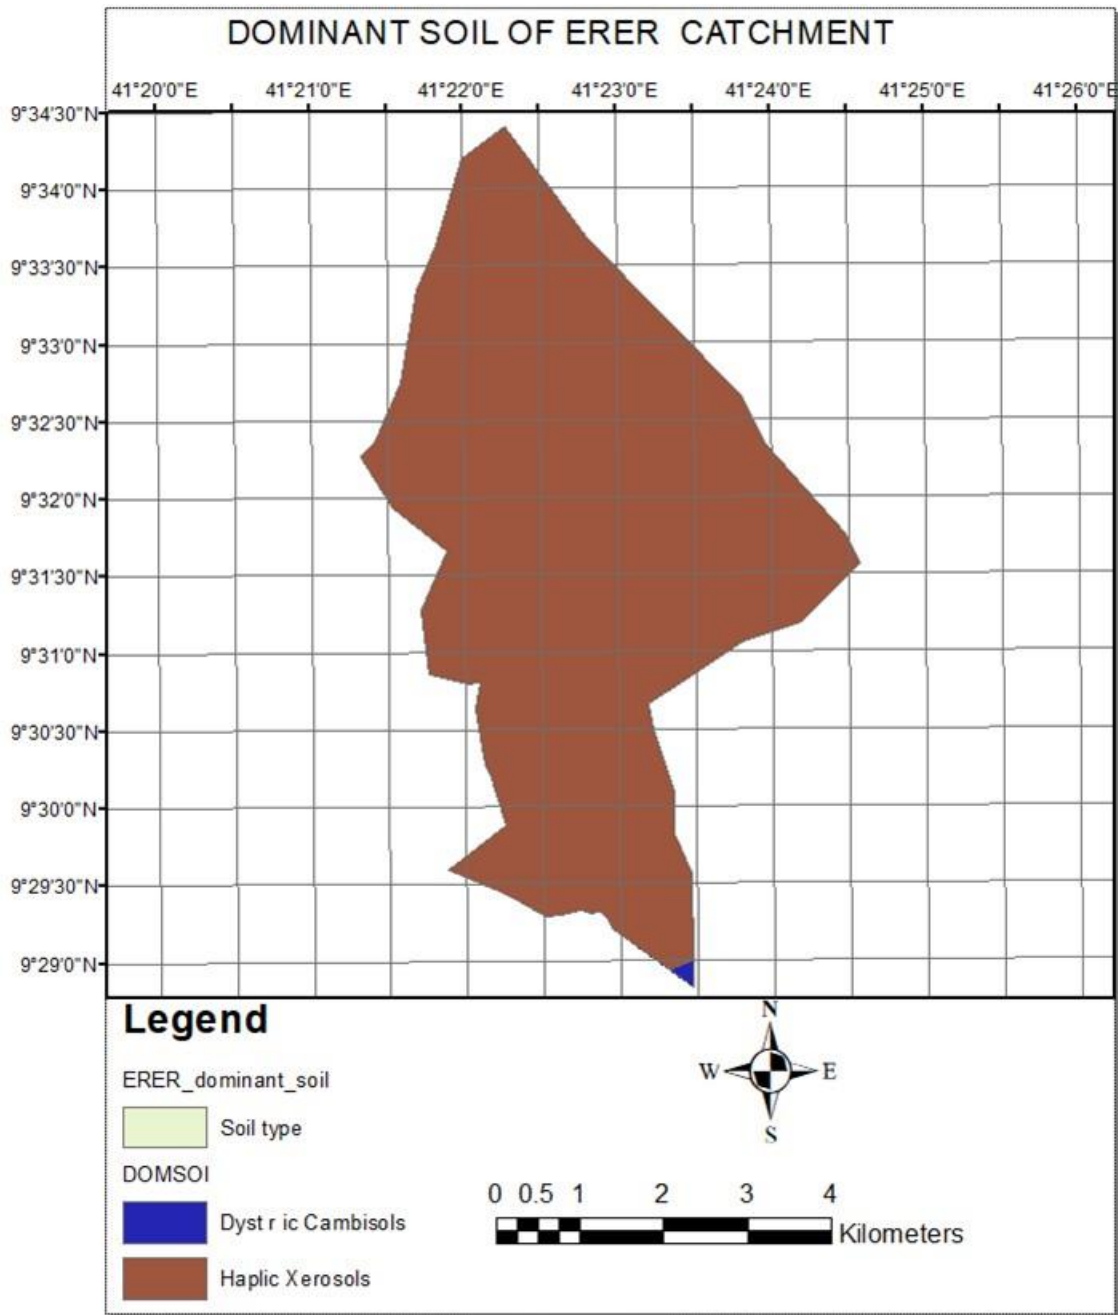 DOMINANT SOIL OF ERER CATCHMENT
41°20'0"E 41°21'0"E 41°22'0"E 41°23'0"E 41°24'0"E 41°25'0"E 41°26'0"E
9°34'30"N
9°34'0"N
9°33'30"N
9°33'0"N
9°32'30"N
9°32'0"N
9°31'30"N
9°31'0"N
9°30'30"N
9°30'0"N
9°29'30"N
9°29'0"N
Legend
ERER_dominant_soil
Soil type
DOMSOI
Dyst r ic Cambisols
Haplic Xerosols
N
W E
S
0 0.5 1 2 3 4
Kilometers